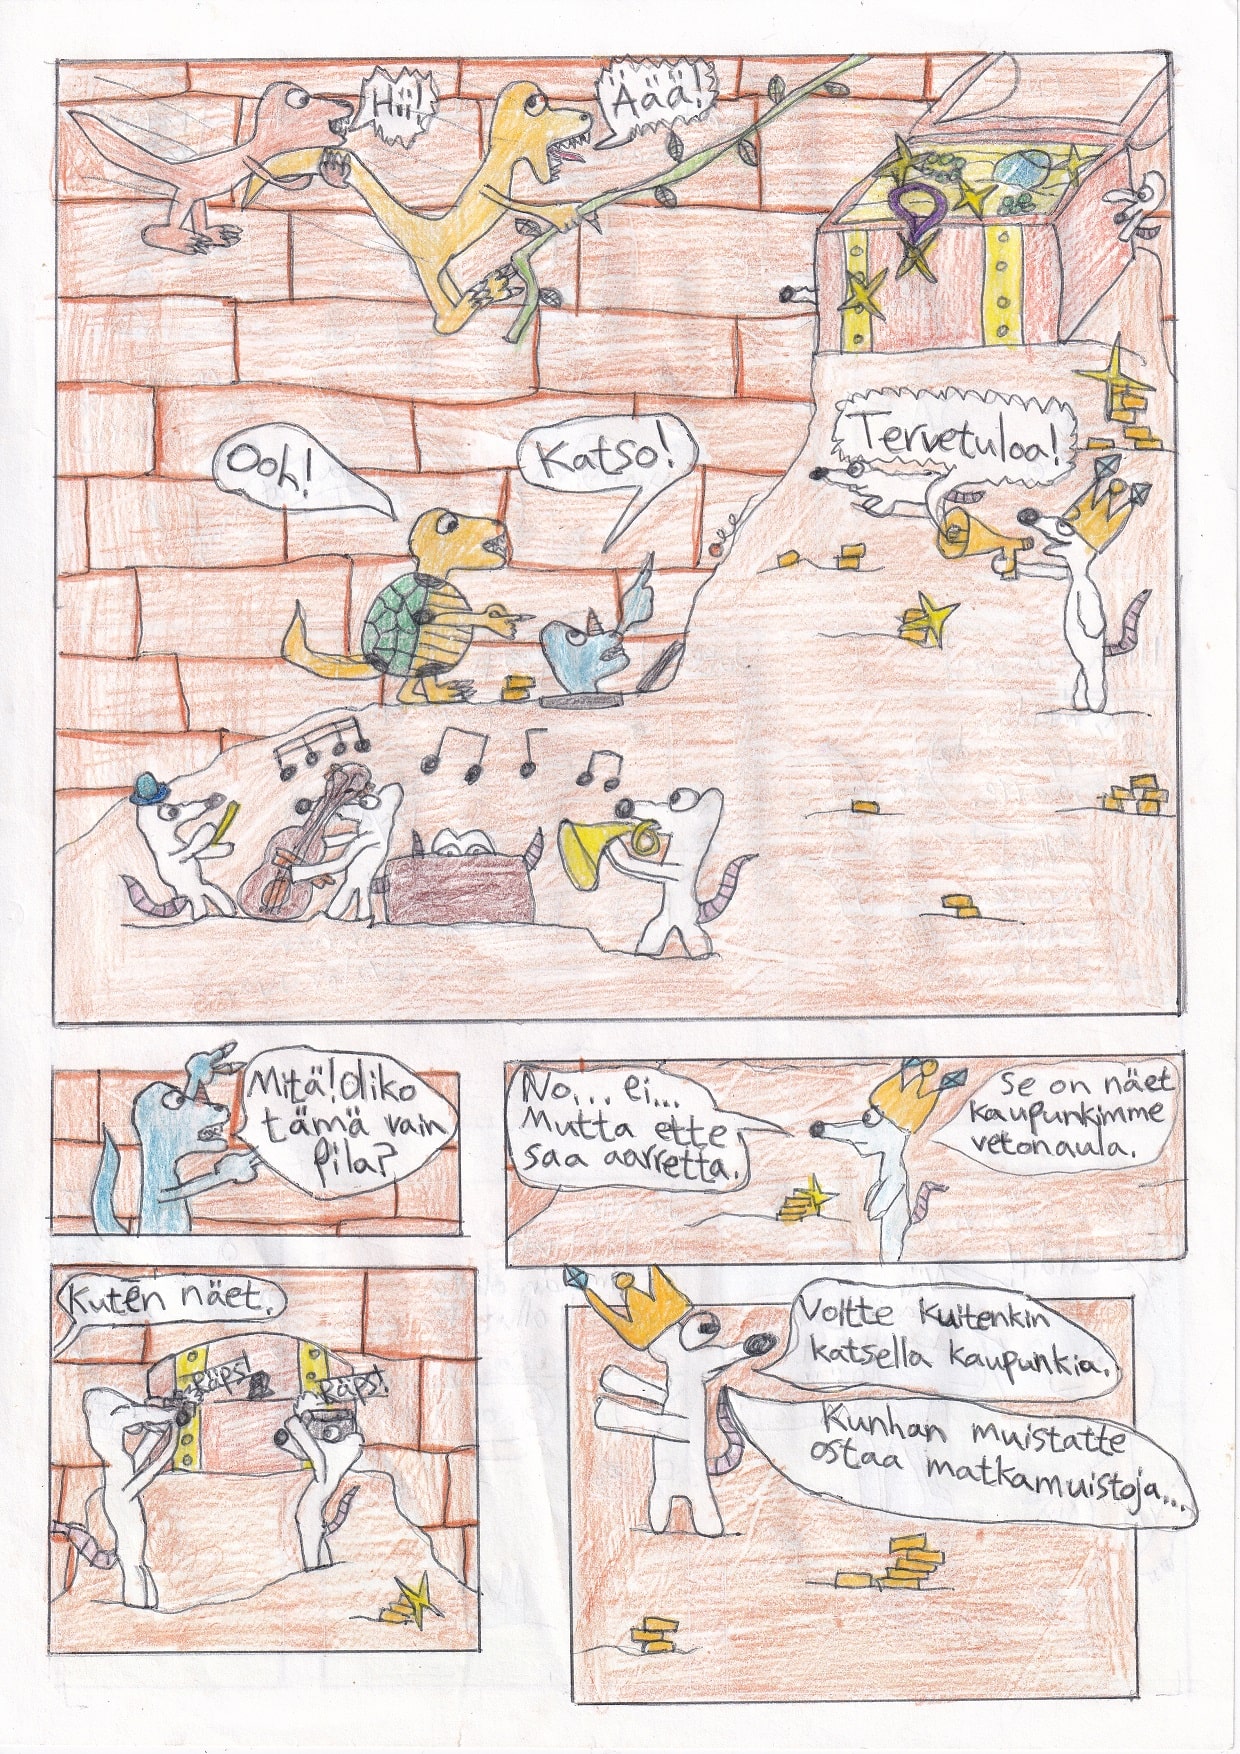 Hii!
Äää!
Tervetuloa!
Ooh!
Katso!
Mitä! Oliko
tämä vain
pila?
No... ei...
Mutta ette
saa aarretta.
Se on näet
kaupunkimme
vetonaula.
Kuten näet.
Räps!
Räps!
Voitte kuitenkin
katsella kaupunkia.
Kunhan muistatte
ostaa matkamuistoja...